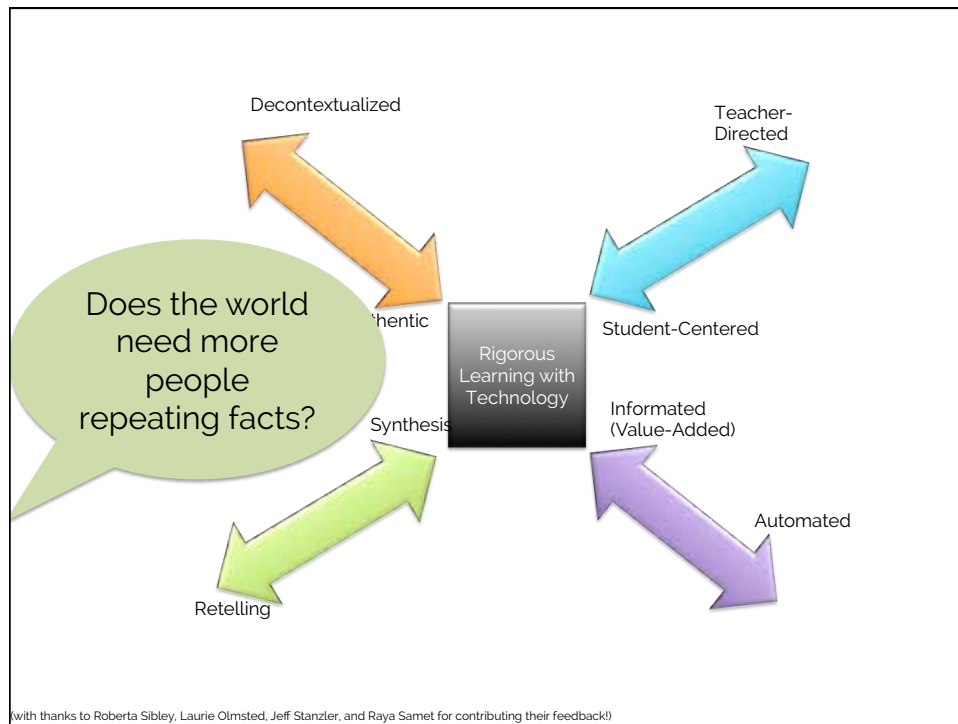 Decontextualized
Teacher-
Directed
Does the world
need more
people
repeating facts?
thentic
Student-Centered
Rigorous
Learning with
Technology
Informated
(Value-Added)
Synthesis
Automated
Retelling
(with thanks to Roberta Sibley, Laurie Olmsted, Jeff Stanzler, and Raya Samet for contributing their feedback!)